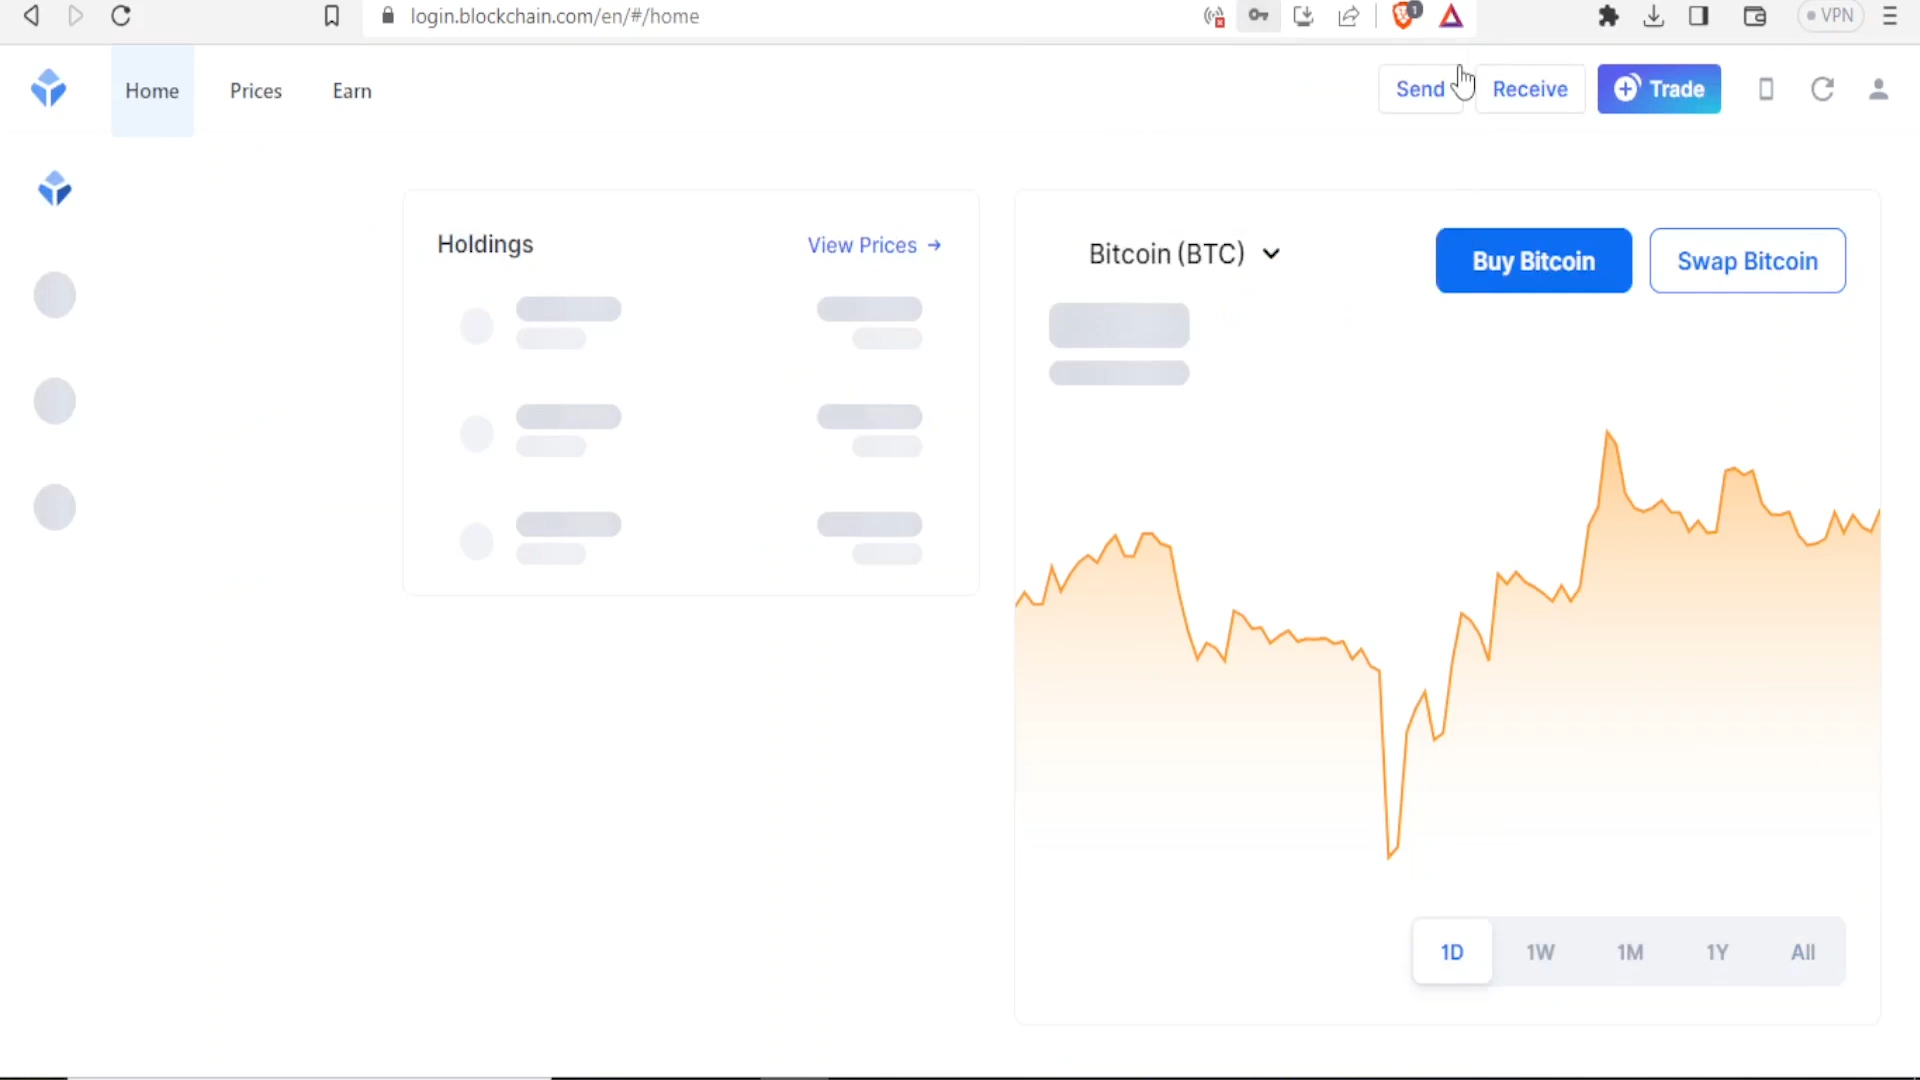 login.blockchain.com/en/#/home
1
VPN
Home
Prices
Earn
Send
Receive
Trade
Holdings
View Prices →
Bitcoin (BTC)
Buy Bitcoin
Swap Bitcoin
1D
1W
1M
1Y
All